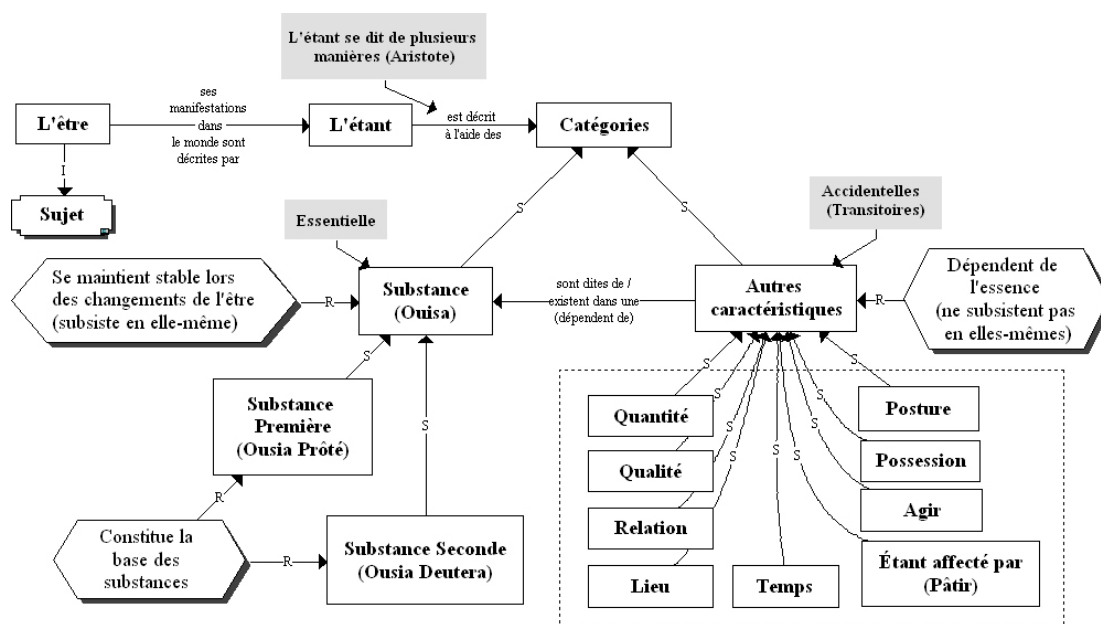 L'étant se dit de plusieurs
manières (Aristote)
L'être
ses
manifestations
dans
le monde sont
décrites par
L'étant
est décrit
à l'aide des
Catégories
I
Sujet
S
S
Essentielle
Accidentelles
(Transitoires)
Se maintient stable lors
des changements de l'être
(subsiste en elle-même)
R
Substance
(Ouisa)
sont dites de /
existent dans une
(dépendent de)
Autres
caractéristiques
R
Dépendent de
l'essence
(ne subsistent pas
en elles-mêmes)
S
S
Substance
Première
(Ousia Prôté)
R
Constitue la
base des
substances
R
Substance Seconde
(Ousia Deutera)
S
S
S
S
S
S
S
S
S
Quantité
Qualité
Relation
Lieu
Temps
Posture
Possession
Agir
Étant affecté par
(Pâtir)